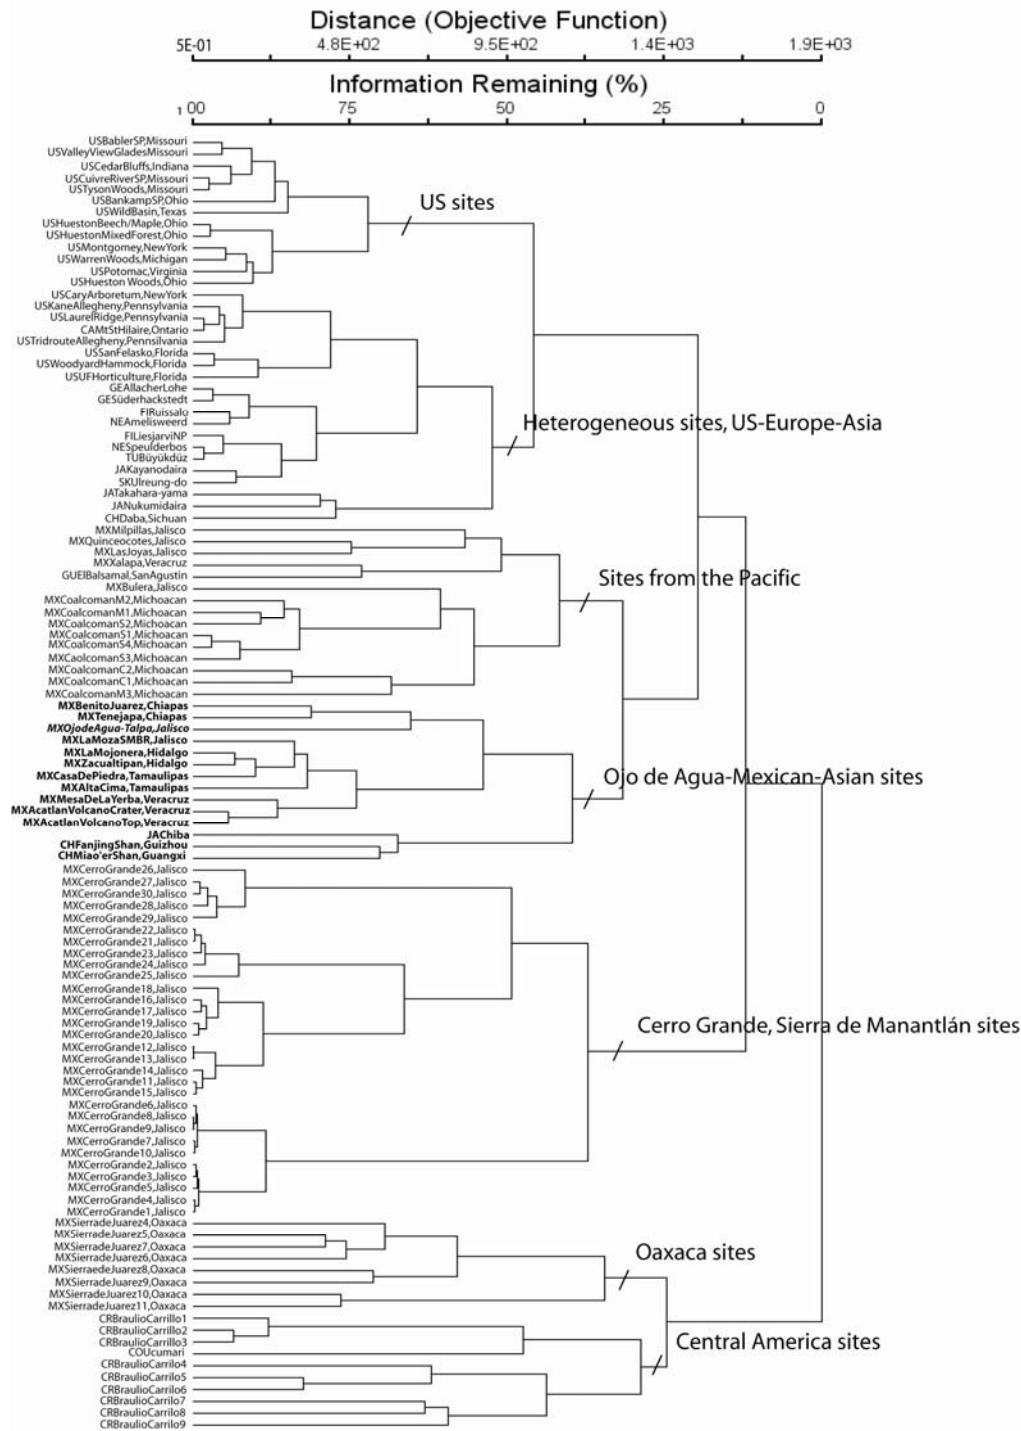 Distance (Objective Function)
5E-01 4.8E+02 9.5E+02 1.4E+03 1.9E+03
Information Remaining (%)
100 75 50 25 0
USBablerSP,Missouri
USValleyViewGladesMissouri
USCedarBluffs,Indiana
USCuivreRiverSP,Missouri
USTysonWoods,Missouri
USBankampSP,Ohio
US sites
USWildBasin,Texas
USHuestonBeech/Maple,Ohio
USHuestonMixedForest,Ohio
USMontgomey,NewYork
USWarrenWoods,Michigan
USPotomac,Virginia
USHueston Woods,Ohio
USCaryArboretum,NewYork
USKaneAllegheny,Pennsylvania
USLaurelRidge,Pennsylvania
CAMtStHilaire,Ontario
USTridrouteAllegheny,Pennsilvania
USSanFelasko,Florida
USWoodyardHammock,Florida
USUFHorticulture,Florida
GEAllacherLohe
GESüderhackstedt
FIRuissalo
NEAmelisweerd
Heterogeneous sites, US-Europe-Asia
FILiesjarviNP
NESpeulderbos
TUBüyükdüz
JAKayanodaira
SKUlreung-do
JATakahara-yama
JANukumidaira
CHDaba,Sichuan
MXMilpillas,Jalisco
MXQuinceocotes,Jalisco
MXLasJoyas,Jalisco
MXXalapa,Veracruz
GUElBalsamal,SanAgustin
Sites from the Pacific
MXBulera,Jalisco
MXCoalcomanM2,Michoacan
MXCoalcomanM1,Michoacan
MXCoalcomanS2,Michoacan
MXCoalcomanS1,Michoacan
MXCoalcomanS4,Michoacan
MXCaolcomanS3,Michoacan
MXCoalcomanC2,Michoacan
MXCoalcomanC1,Michoacan
MXCoalcomanM3,Michoacan
MXBenitoJuarez,Chiapas
MXTenejapa,Chiapas
MXOjodeAgua-Talpa,Jalisco
MXLaMozaSMBR,Jalisco
MXLaMojonera,Hidalgo
MXZacualtipan,Hidalgo
MXCasaDePiedra,Tamaulipas
Ojo de Agua-Mexican-Asian sites
MXAltaCima,Tamaulipas
MXMesaDeLaYerba,Veracruz
MXAcatlanVolcanoCrater,Veracruz
MXAcatlanVolcanoTop,Veracruz
JAChiba
CHFanjingShan,Guizhou
CHMiao'erShan,Guangxi
MXCerroGrande26,Jalisco
MXCerroGrande27,Jalisco
MXCerroGrande30,Jalisco
MXCerroGrande28,Jalisco
MXCerroGrande29,Jalisco
MXCerroGrande22,Jalisco
MXCerroGrande21,Jalisco
MXCerroGrande23,Jalisco
MXCerroGrande24,Jalisco
MXCerroGrande25,Jalisco
MXCerroGrande18,Jalisco
MXCerroGrande16,Jalisco
MXCerroGrande17,Jalisco
MXCerroGrande19,Jalisco
Cerro Grande, Sierra de Manantlán sites
MXCerroGrande20,Jalisco
MXCerroGrande12,Jalisco
MXCerroGrande13,Jalisco
MXCerroGrande14,Jalisco
MXCerroGrande11,Jalisco
MXCerroGrande15,Jalisco
MXCerroGrande6,Jalisco
MXCerroGrande8,Jalisco
MXCerroGrande9,Jalisco
MXCerroGrande7,Jalisco
MXCerroGrande10,Jalisco
MXCerroGrande2,Jalisco
MXCerroGrande3,Jalisco
MXCerroGrande5,Jalisco
MXCerroGrande4,Jalisco
MXCerroGrande1,Jalisco
MXSierradeJuarez4,Oaxaca
MXSierradeJuarez5,Oaxaca
MXSierradeJuarez7,Oaxaca
Oaxaca sites
MXSierradeJuarez6,Oaxaca
MXSierraedeJuarez8,Oaxaca
MXSierradeJuarez9,Oaxaca
MXSierradeJuarez10,Oaxaca
MXSierradeJuarez11,Oaxaca
CRBraulioCarrillo1
CRBraulioCarrillo2
CRBraulioCarrillo3
Central America sites
COUcumari
CRBraulioCarrilo4
CRBraulioCarrilo5
CRBraulioCarrilo6
CRBraulioCarrilo7
CRBraulioCarrilo8
CRBraulioCarrilo9